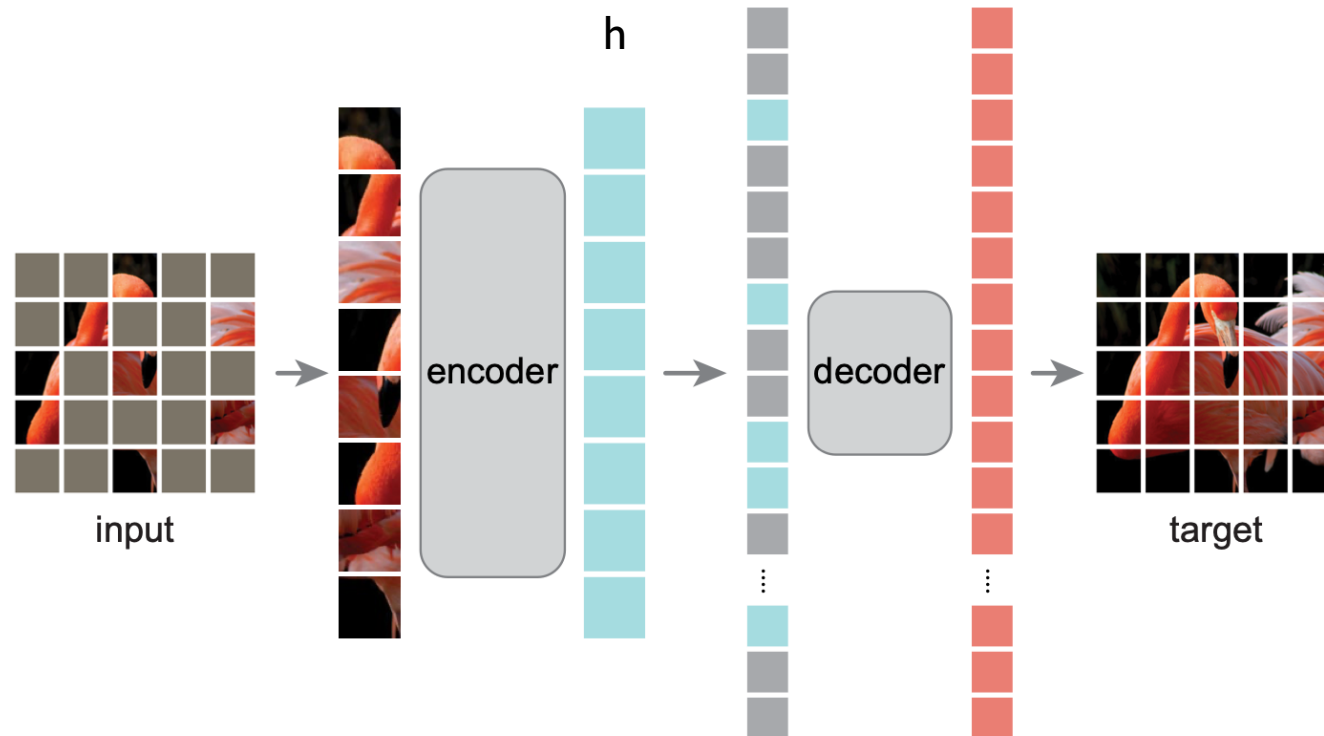 h
encoder
decoder
input
target